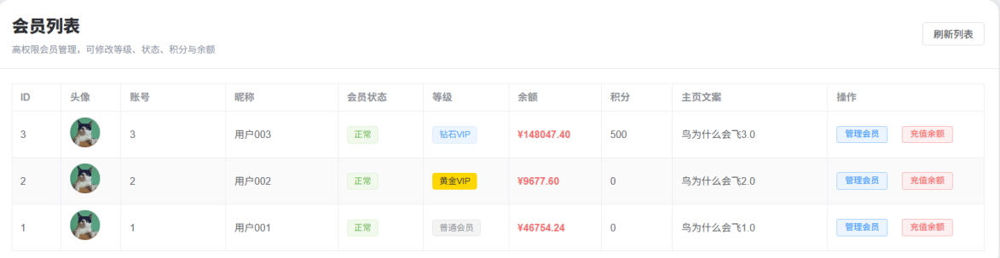 会员列表
高权限会员管理，可修改等级、状态、积分与余额
刷新列表
ID 头像 账号 昵称 会员状态 等级 余额 积分 主页文案 操作
3 3 用户003 正常 钻石VIP ¥148047.40 500 鸟为什么会飞3.0 管理会员 充值余额
2 2 用户002 正常 黄金VIP ¥9677.60 0 鸟为什么会飞2.0 管理会员 充值余额
1 1 用户001 正常 普通会员 ¥46754.24 0 鸟为什么会飞1.0 管理会员 充值余额